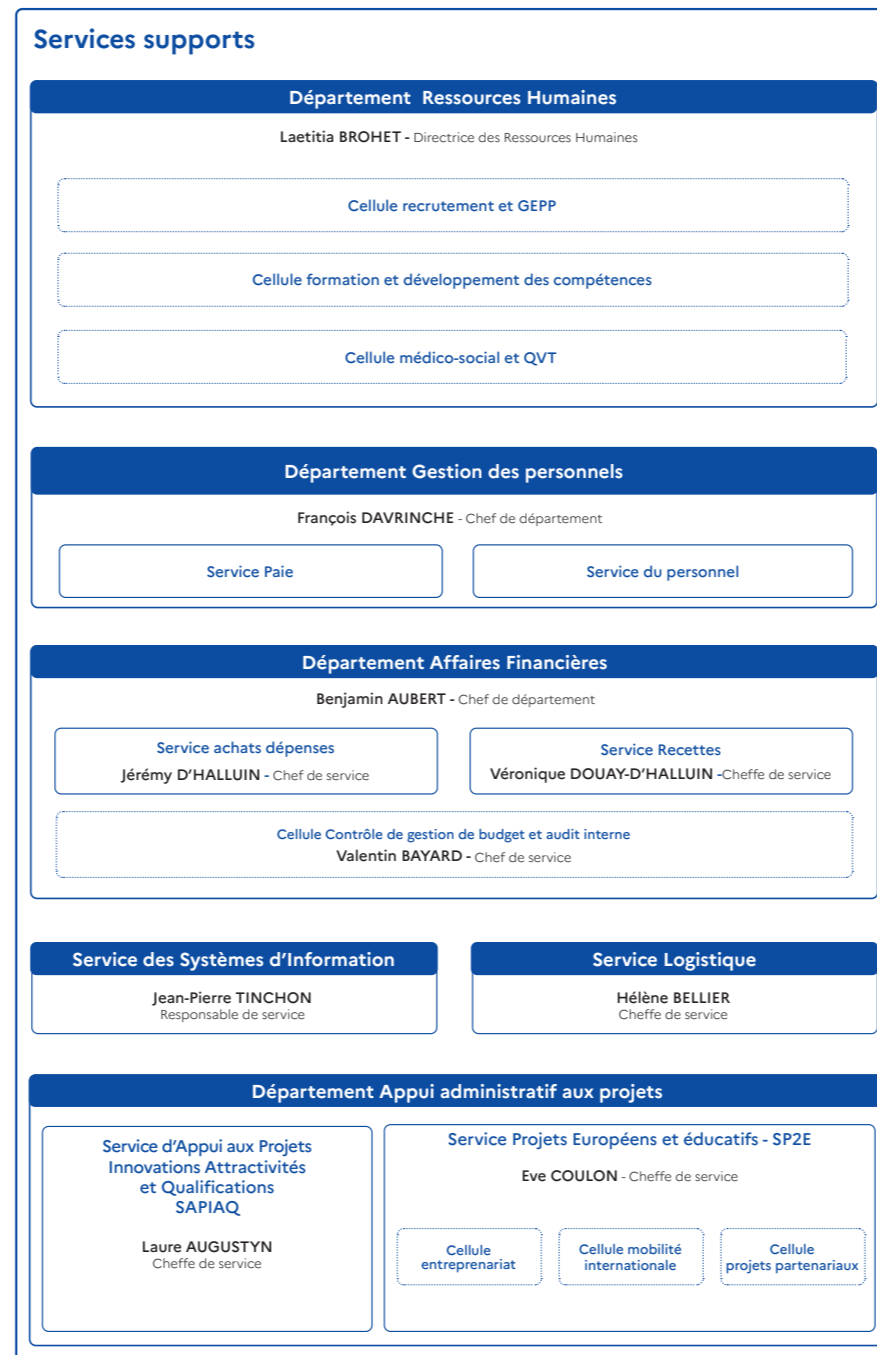 Services supports
Département Ressources Humaines
Laetitia BROHET - Directrice des Ressources Humaines
Cellule recrutement et GEPP
Cellule formation et développement des compétences
Cellule médico-social et QVT
Département Gestion des personnels
François DAVRINCHE - Chef de département
Service Paie
Service du personnel
Département Affaires Financières
Benjamin AUBERT - Chef de département
Service achats dépenses
Jérémy D'HALLUIN - Chef de service
Service Recettes
Véronique DOUAY-D'HALLUIN -Cheffe de service
Cellule Contrôle de gestion de budget et audit interne
Valentin BAYARD - Chef de service
Service des Systèmes d'Information
Jean-Pierre TINCHON
Responsable de service
Service Logistique
Hélène BELLIER
Cheffe de service
Département Appui administratif aux projets
Service d'Appui aux Projets
Innovations Attractivités
et Qualifications
SAPIAQ
Laure AUGUSTYN
Cheffe de service
Service Projets Européens et éducatifs - SP2E
Eve COULON - Cheffe de service
Cellule
entreprenariat
Cellule mobilité
internationale
Cellule
projets partenariaux